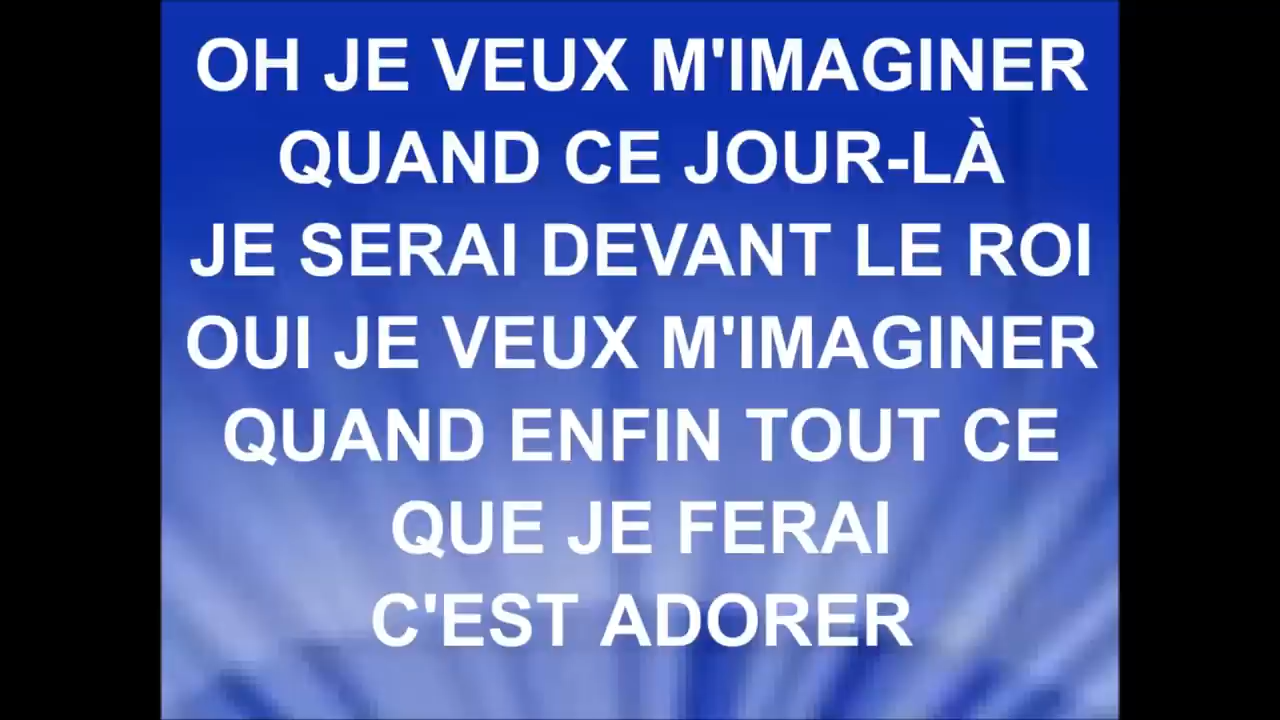 OH JE VEUX M'IMAGINER
QUAND CE JOUR-LÀ
JE SERAI DEVANT LE ROI
OUI JE VEUX M'IMAGINER
QUAND ENFIN TOUT CE
QUE JE FERAI
C'EST ADORER